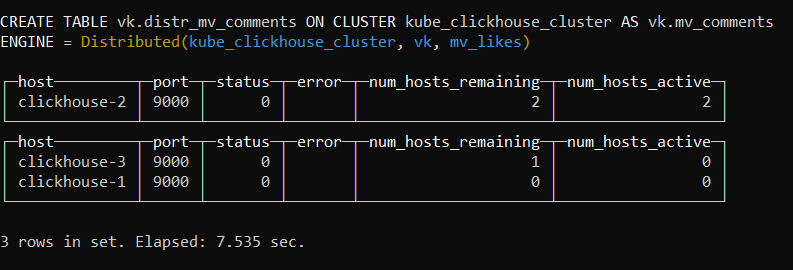 CREATE TABLE vk.distr_mv_comments ON CLUSTER kube_clickhouse_cluster AS vk.mv_comments
ENGINE = Distributed(kube_clickhouse_cluster, vk, mv_likes)
host port status error num_hosts_remaining num_hosts_active
clickhouse-2 9000 0 2 2
host port status error num_hosts_remaining num_hosts_active
clickhouse-3 9000 0 1 0
clickhouse-1 9000 0 0 0
3 rows in set. Elapsed: 7.535 sec.